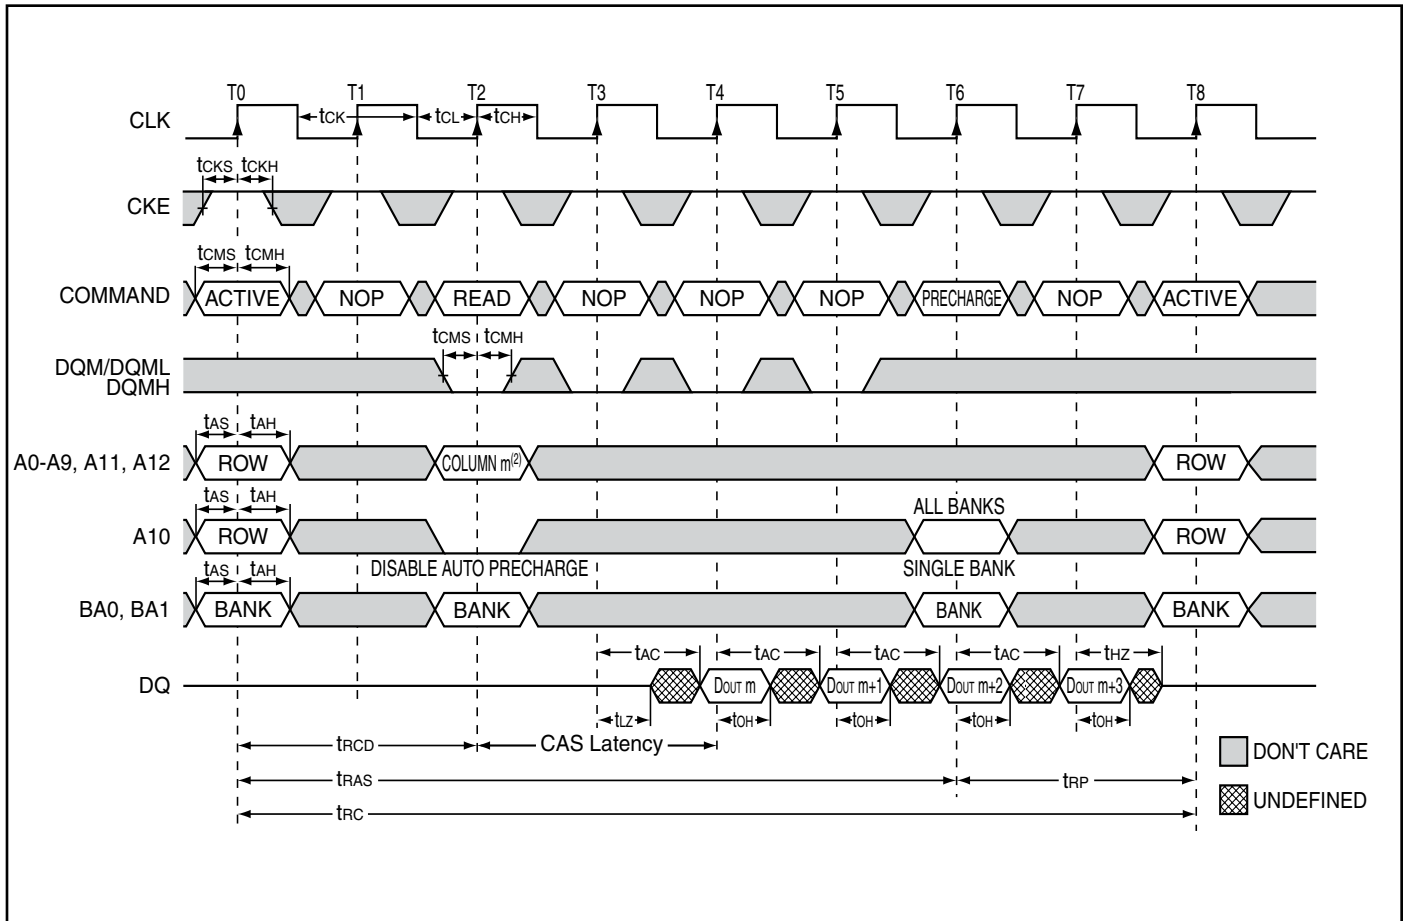 T0 T1 T2 T3 T4 T5 T6 T7 T8
CLK tCK tCL tCH
tCKS tCKH
CKE
tCMS tCMH
COMMAND ACTIVE NOP READ NOP NOP NOP PRECHARGE NOP ACTIVE
tCMS tCMH
DQM/DQML
DQMH
tAS tAH
A0-A9, A11, A12 ROW COLUMN m(2) ROW
tAS tAH
ALL BANKS
A10 ROW ROW
DISABLE AUTO PRECHARGE SINGLE BANK
tAS tAH
BA0, BA1 BANK BANK BANK BANK
tAC tAC tAC tAC tHZ
DQ DOUT m DOUT m+1 DOUT m+2 DOUT m+3
tLZ tOH tOH tOH tOH
tRCD CAS Latency
DON'T CARE
tRAS tRP
UNDEFINED
tRC